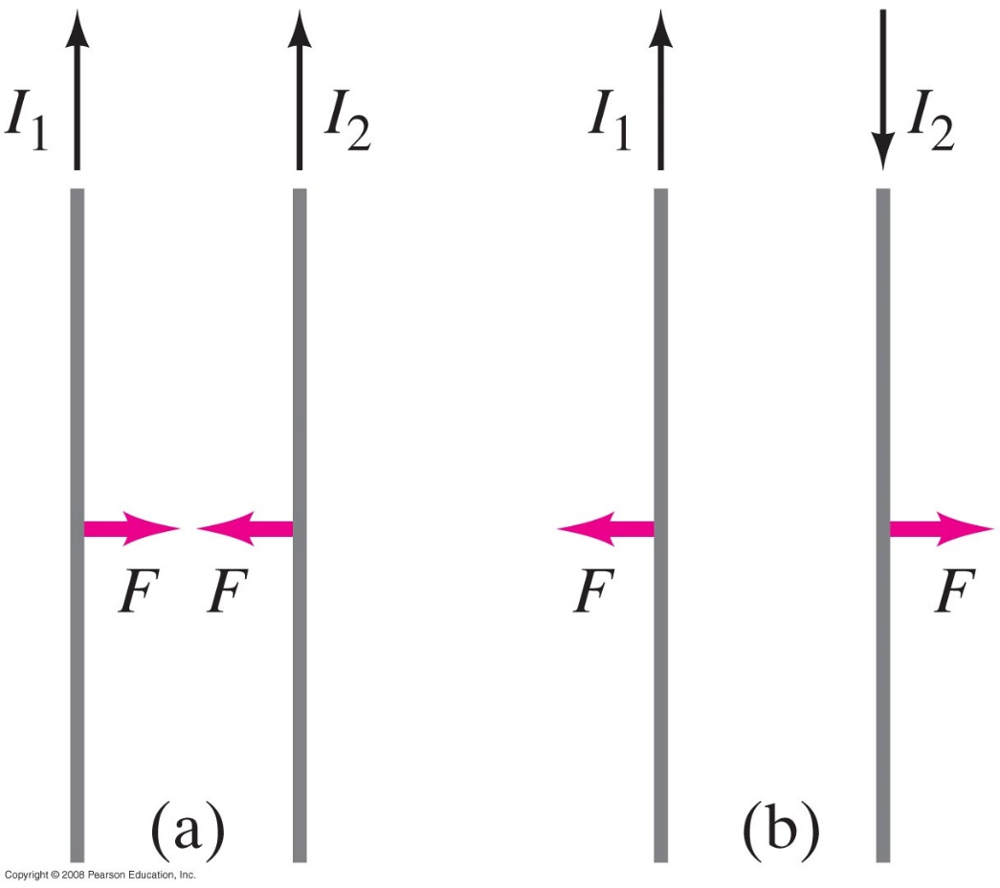 I1 I2 I1 I2
F F F F
(a) (b)
Copyright © 2008 Pearson Education, Inc.